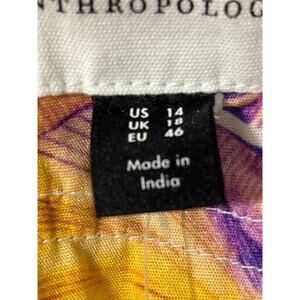 NTHROPOLOG
US 14
UK 18
EU 46
Made in
India